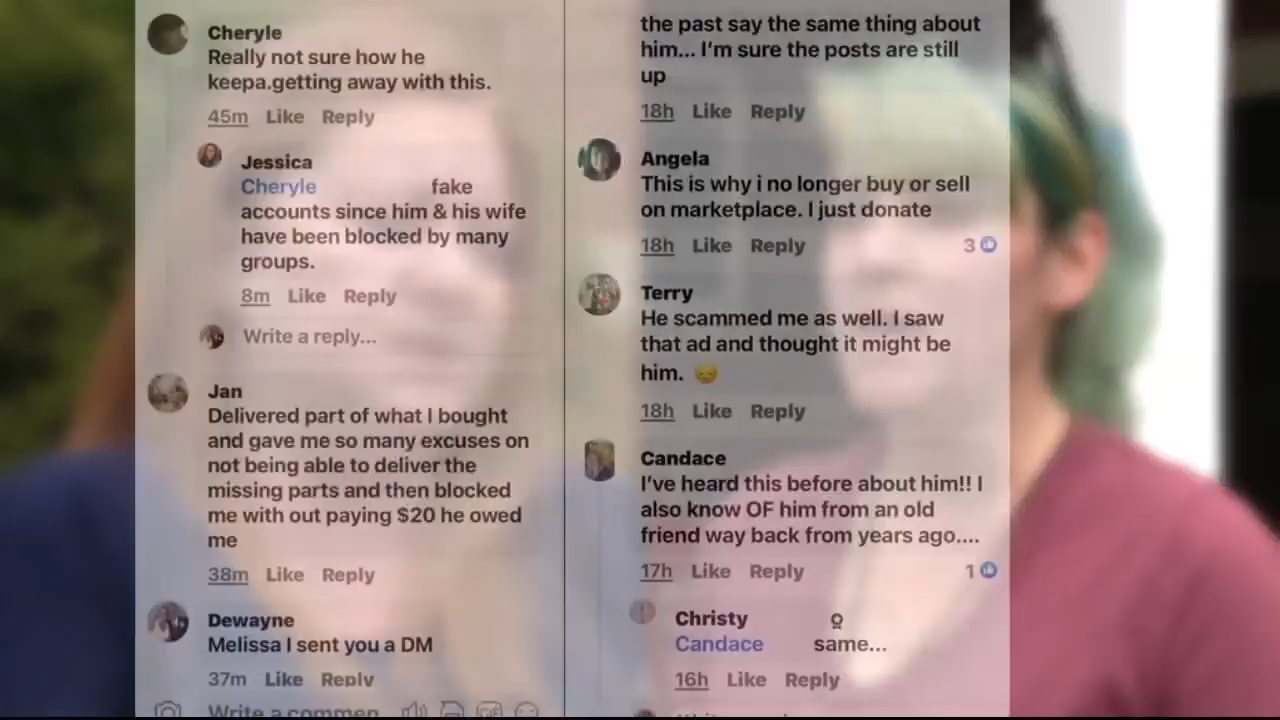 Cheryle
Really not sure how he
keepa.getting away with this.
45m Like Reply
Jessica
Cheryle fake
accounts since him & his wife
have been blocked by many
groups.
8m Like Reply
Write a reply...
Jan
Delivered part of what I bought
and gave me so many excuses on
not being able to deliver the
missing parts and then blocked
me with out paying $20 he owed
me
38m Like Reply
Dewayne
Melissa I sent you a DM
37m Like Reply
Write a commen
the past say the same thing about
him... I'm sure the posts are still
up
18h Like Reply
Angela
This is why i no longer buy or sell
on marketplace. I just donate
18h Like Reply 3
Terry
He scammed me as well. I saw
that ad and thought it might be
him. 😞
18h Like Reply
Candace
I've heard this before about him!! I
also know OF him from an old
friend way back from years ago....
17h Like Reply 1
Christy
Candace same...
16h Like Reply